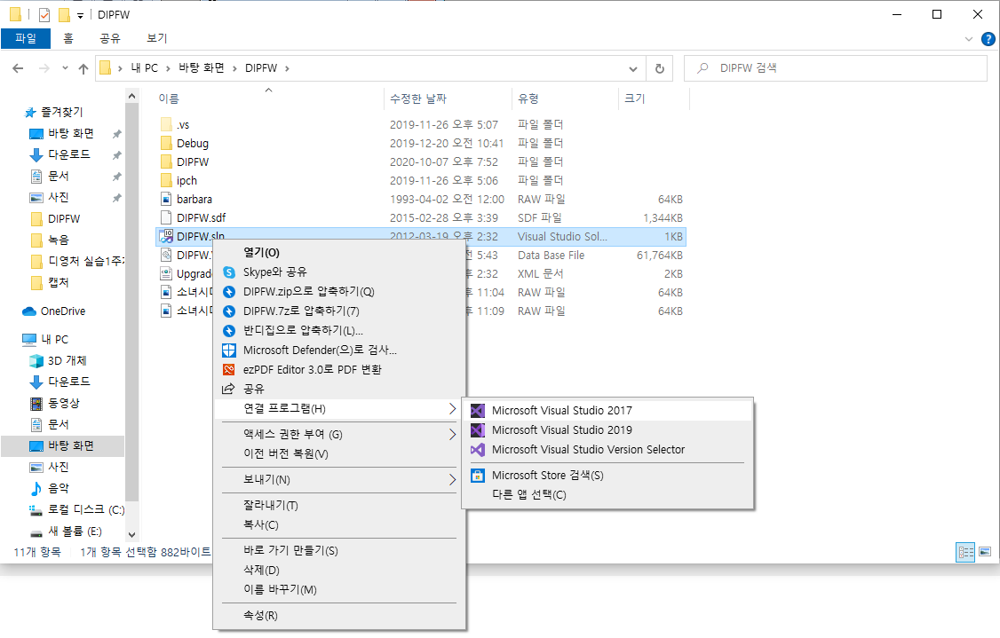 DIPFW
파일 홈 공유 보기
내 PC 바탕 화면 DIPFW DIPFW 검색
이름 수정한 날짜 유형 크기
즐겨찾기
바탕 화면
다운로드
문서
사진
DIPFW
녹음
디영처 실습1주
캡처
OneDrive
내 PC
3D 개체
다운로드
동영상
문서
바탕 화면
사진
음악
로컬 디스크 (C:)
새 볼륨 (E:)
.vs 2019-11-26 오후 5:07 파일 폴더
Debug 2019-12-20 오전 10:41 파일 폴더
DIPFW 2020-10-07 오후 7:52 파일 폴더
ipch 2019-11-26 오후 5:06 파일 폴더
barbara 1993-04-02 오전 12:00 RAW 파일 64KB
DIPFW.sdf 2015-02-28 오후 3:39 SDF 파일 1,344KB
DIPFW.sln 2012-03-19 오후 2:32 Visual Studio Sol... 1KB
DIPFW. 5:43 Data Base File 61,764KB
Upgrad 2:32 XML 문서 2KB
소녀시 11:04 RAW 파일 64KB
소녀시 11:09 RAW 파일 64KB
열기(O)
Skype와 공유
DIPFW.zip으로 압축하기(Q)
DIPFW.7z로 압축하기(7)
반디집으로 압축하기(L)...
Microsoft Defender(으)로 검사...
ezPDF Editor 3.0로 PDF 변환
공유
연결 프로그램(H)
액세스 권한 부여 (G)
이전 버전 복원(V)
보내기(N)
잘라내기(T)
복사(C)
바로 가기 만들기(S)
삭제(D)
이름 바꾸기(M)
속성(R)
Microsoft Visual Studio 2017
Microsoft Visual Studio 2019
Microsoft Visual Studio Version Selector
Microsoft Store 검색(S)
다른 앱 선택(C)
11개 항목 1개 항목 선택함 882바이트